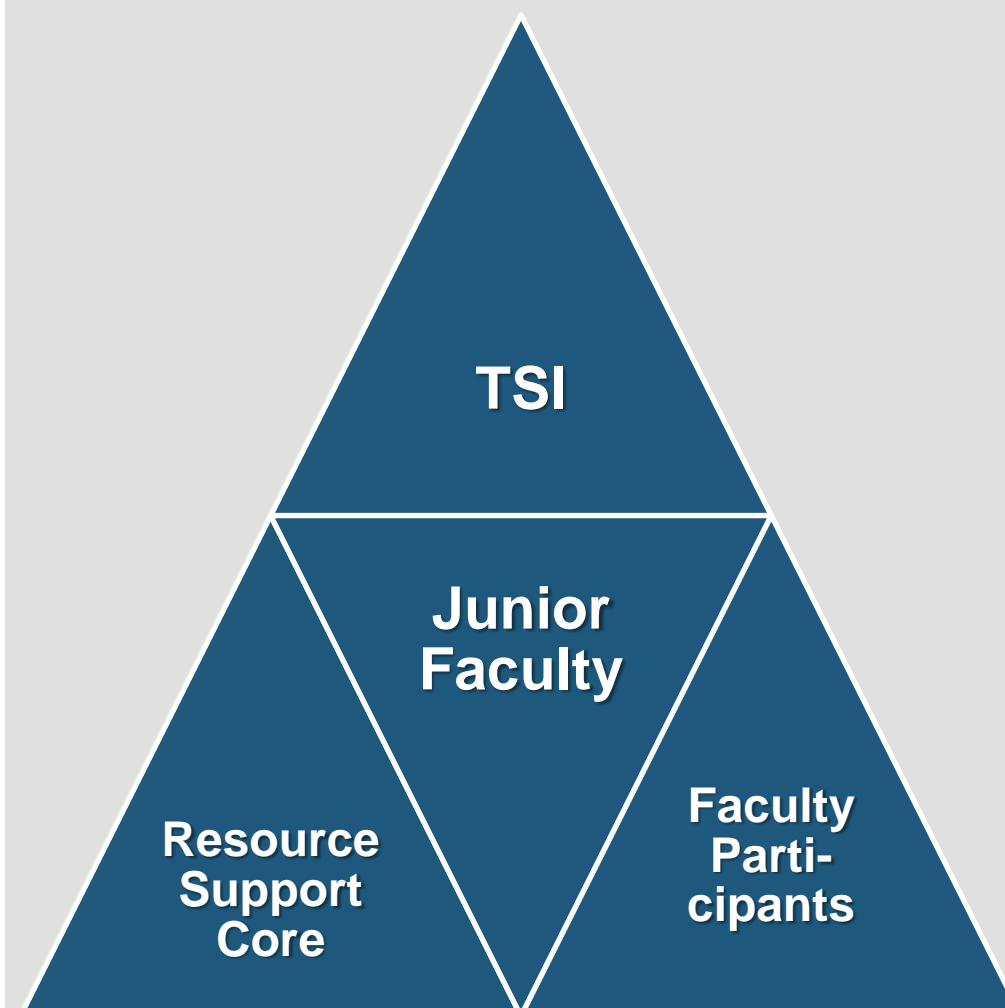 TSI
Junior
Faculty
Resource
Support
Core
Faculty
Parti-
cipants